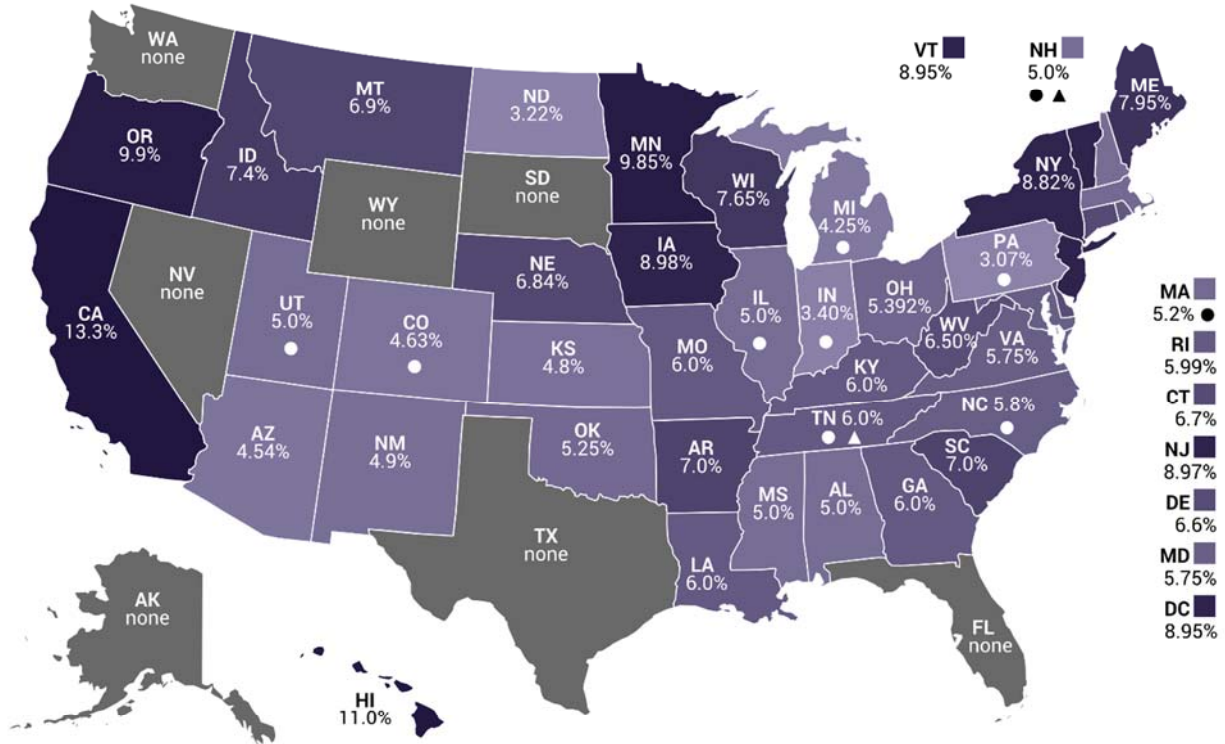 WA
none
MT
6.9%
ND
3.22%
VT
8.95%
NH
5.0%
ME
7.95%
OR
9.9%
ID
7.4%
MN
9.85%
WI
7.65%
NY
8.82%
WY
none
SD
none
MI
4.25%
NV
none
NE
6.84%
IA
8.98%
PA
3.07%
CA
13.3%
UT
5.0%
CO
4.63%
KS
4.8%
MO
6.0%
IL
5.0%
IN
3.40%
OH
5.392%
WV
6.50%
VA
5.75%
KY
6.0%
MA
5.2%
RI
5.99%
CT
6.7%
NJ
8.97%
DE
6.6%
MD
5.75%
DC
8.95%
AZ
4.54%
NM
4.9%
OK
5.25%
AR
7.0%
TN 6.0%
NC 5.8%
SC
7.0%
MS
5.0%
AL
5.0%
GA
6.0%
TX
none
LA
6.0%
FL
none
AK
none
HI
11.0%